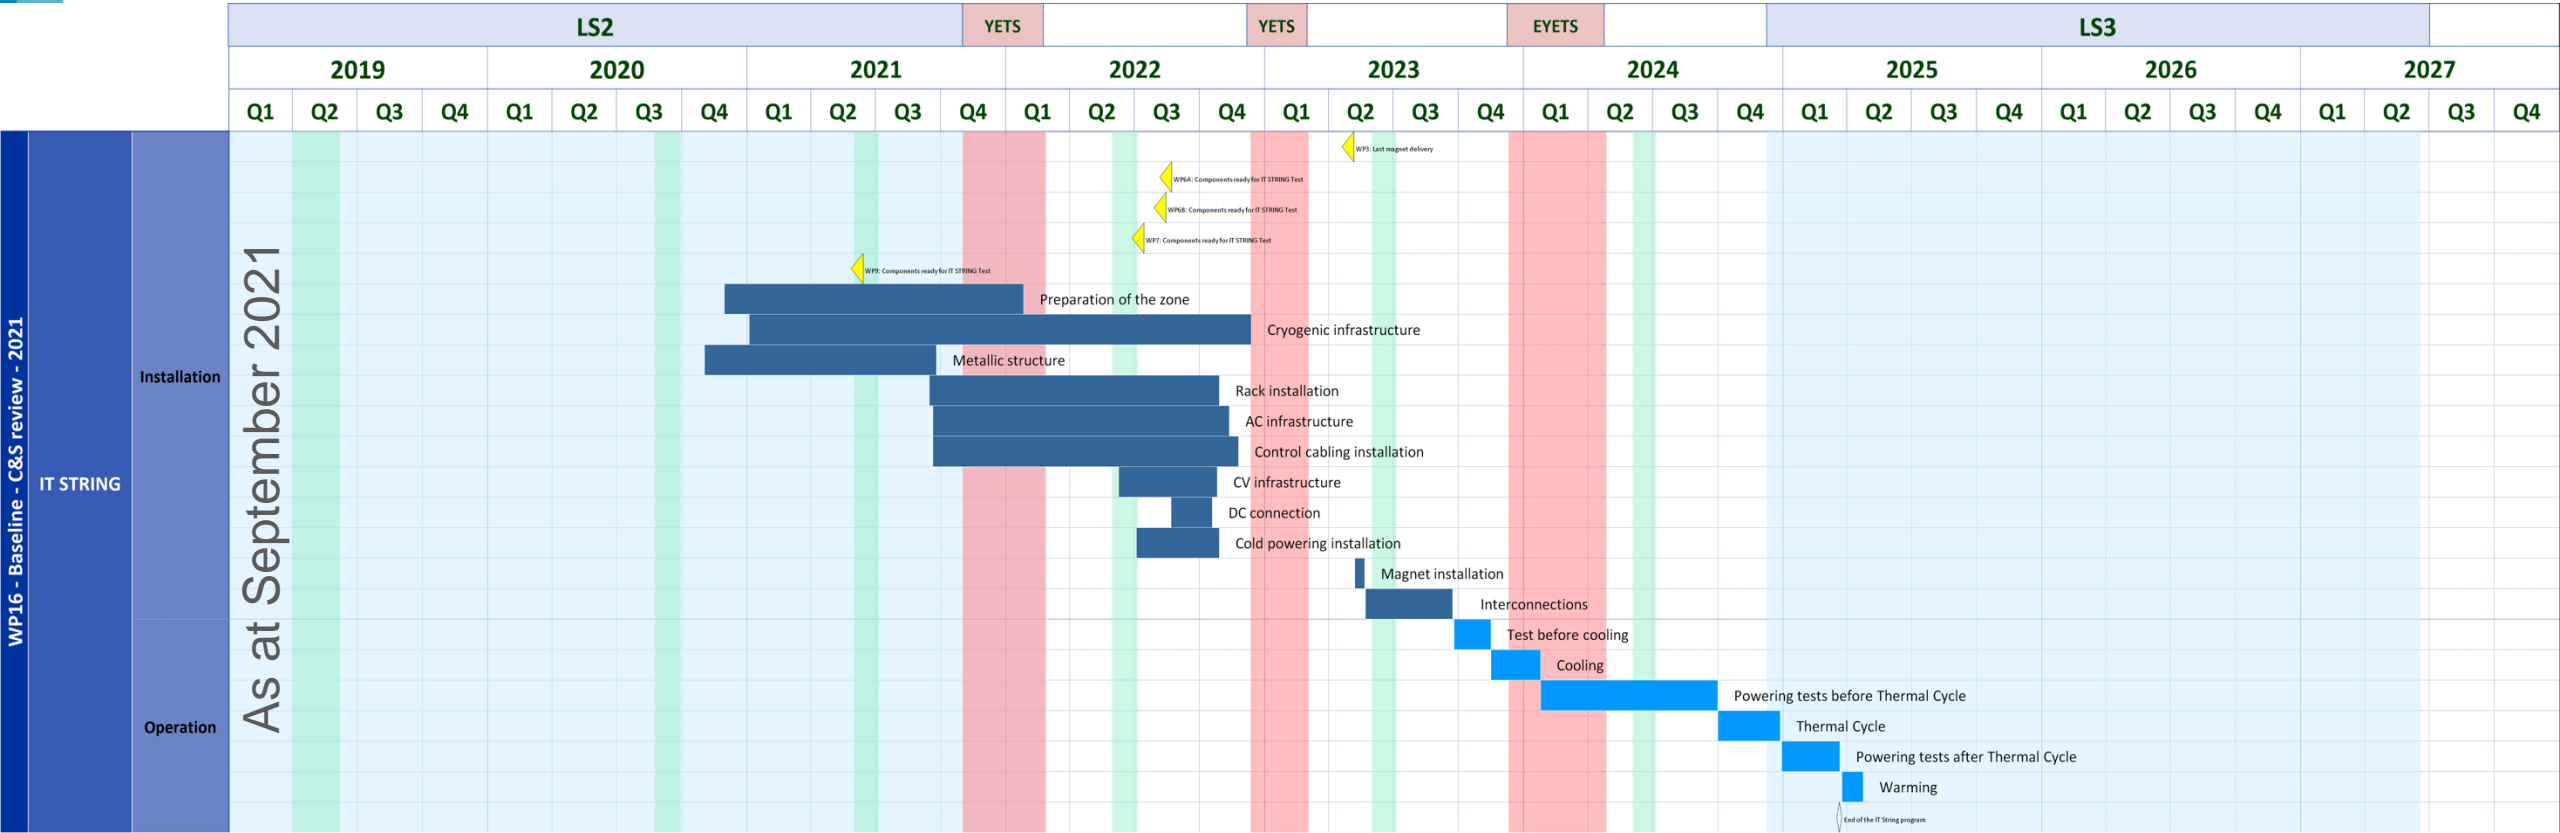 LS2 YETS YETS EYETS LS3
2019 2020 2021 2022 2023 2024 2025 2026 2027
Q1 Q2 Q3 Q4 Q1 Q2 Q3 Q4 Q1 Q2 Q3 Q4 Q1 Q2 Q3 Q4 Q1 Q2 Q3 Q4 Q1 Q2 Q3 Q4 Q1 Q2 Q3 Q4 Q1 Q2 Q3 Q4 Q1 Q2 Q3 Q4
WP16 - Baseline - C&S review - 2021
IT STRING
Installation
Operation
As at September 2021
WP3: Last magnet delivery
WP6A: Components ready for IT STRING Test
WP6B: Components ready for IT STRING Test
WP7: Components ready for IT STRING Test
WP9: Components ready for IT STRING Test
Preparation of the zone
Cryogenic infrastructure
Metallic structure
Rack installation
AC infrastructure
Control cabling installation
CV infrastructure
DC connection
Cold powering installation
Magnet installation
Interconnections
Test before cooling
Cooling
Powering tests before Thermal Cycle
Thermal Cycle
Powering tests after Thermal Cycle
Warming
End of the IT String program